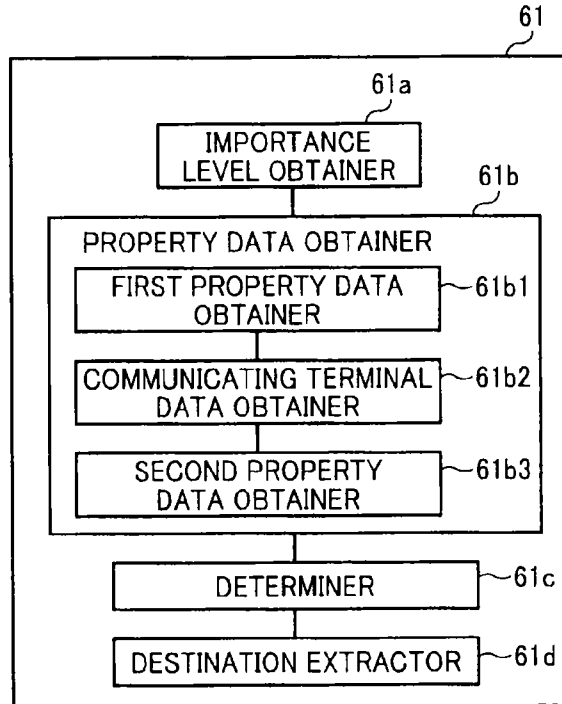 61
61a
IMPORTANCE
LEVEL OBTAINER
61b
PROPERTY DATA OBTAINER
FIRST PROPERTY DATA
OBTAINER
61b1
COMMUNICATING TERMINAL
DATA OBTAINER
61b2
SECOND PROPERTY
DATA OBTAINER
61b3
DETERMINER
61c
DESTINATION EXTRACTOR
61d